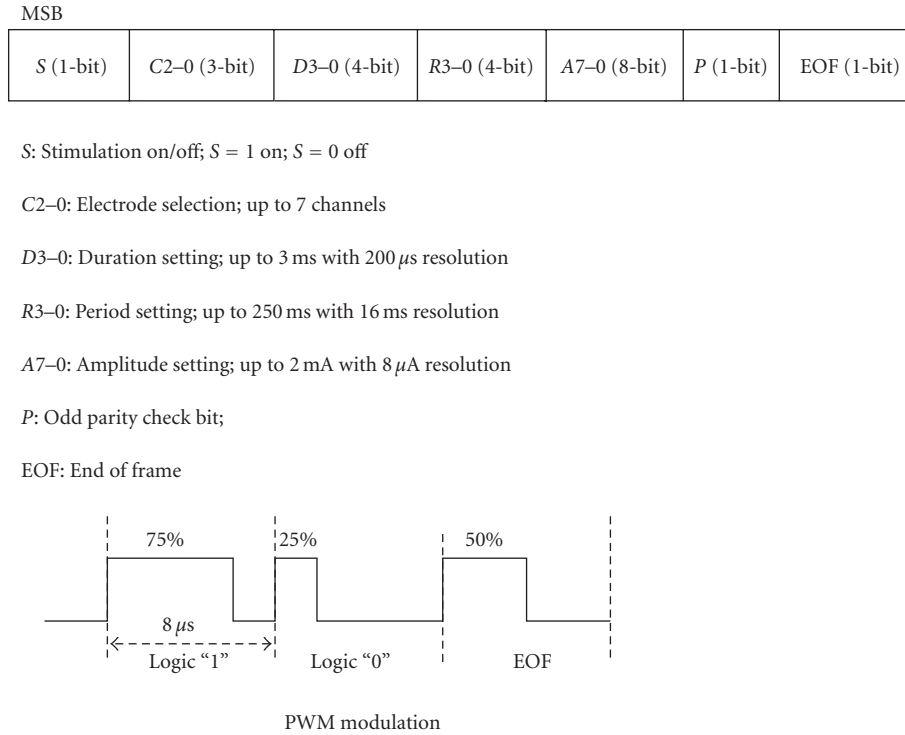 MSB
S (1-bit) C2–0 (3-bit) D3–0 (4-bit) R3–0 (4-bit) A7–0 (8-bit) P (1-bit) EOF (1-bit)
S: Stimulation on/off; S = 1 on; S = 0 off
C2–0: Electrode selection; up to 7 channels
D3–0: Duration setting; up to 3 ms with 200 μs resolution
R3–0: Period setting; up to 250 ms with 16 ms resolution
A7–0: Amplitude setting; up to 2 mA with 8 μA resolution
P: Odd parity check bit;
EOF: End of frame
75% 25% 50%
8 μs
Logic “1” Logic “0” EOF
PWM modulation